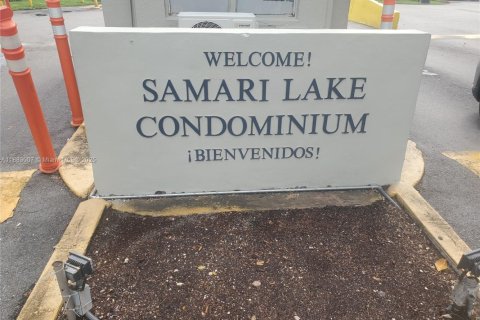 WELCOME!
SAMARI LAKE
CONDOMINIUM
¡BIENVENIDOS!